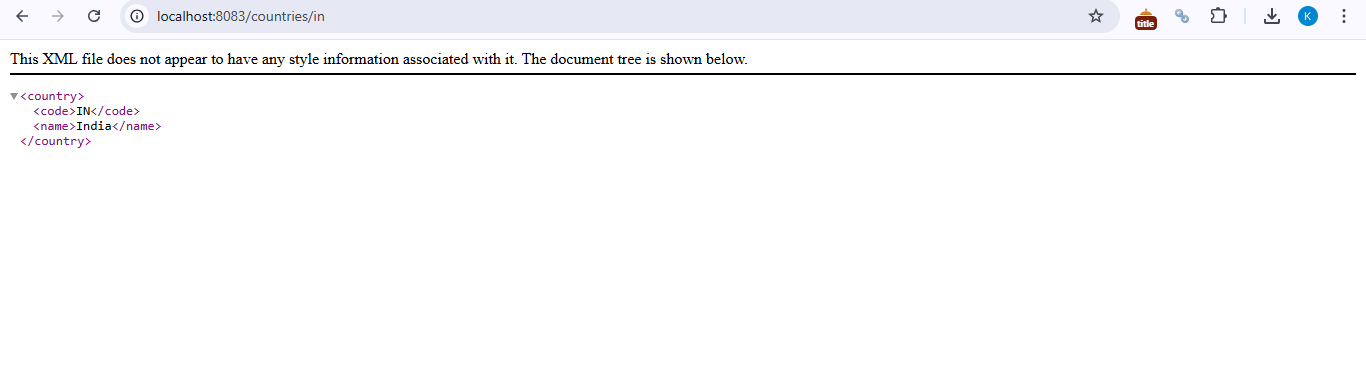 localhost:8083/countries/in
title
K
This XML file does not appear to have any style information associated with it. The document tree is shown below.
<country>
<code>IN</code>
<name>India</name>
</country>